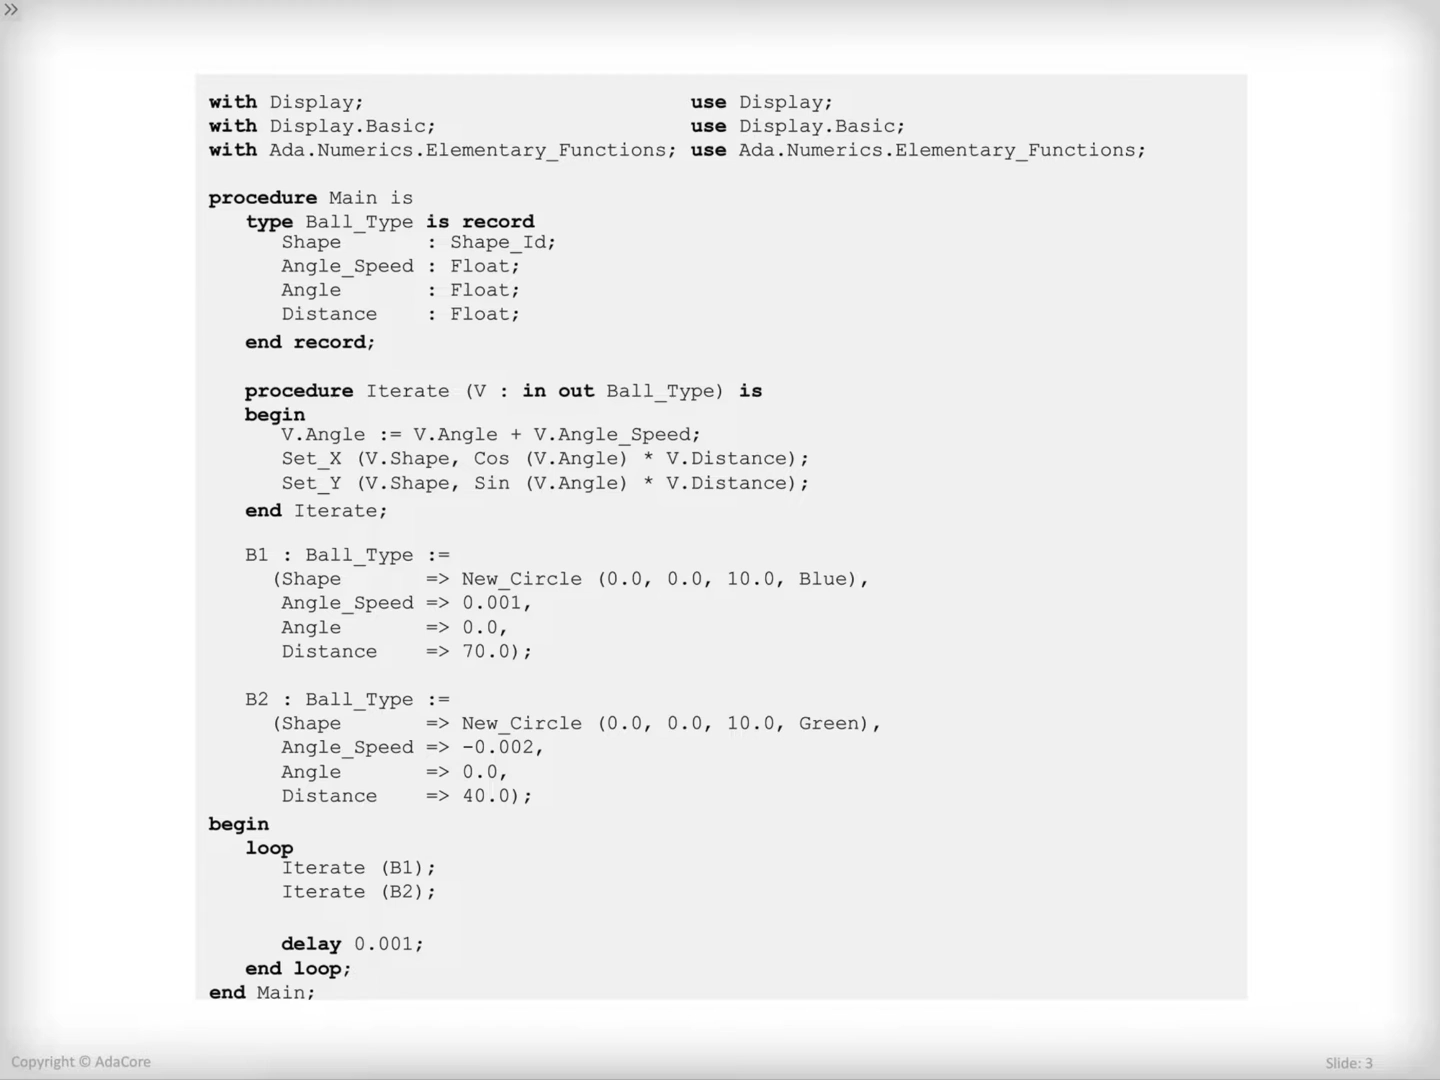 »
with Display;                           use Display;
with Display.Basic;                     use Display.Basic;
with Ada.Numerics.Elementary_Functions; use Ada.Numerics.Elementary_Functions;

procedure Main is
   type Ball_Type is record
      Shape       : Shape_Id;
      Angle_Speed : Float;
      Angle       : Float;
      Distance    : Float;
   end record;

   procedure Iterate (V : in out Ball_Type) is
   begin
      V.Angle := V.Angle + V.Angle_Speed;
      Set_X (V.Shape, Cos (V.Angle) * V.Distance);
      Set_Y (V.Shape, Sin (V.Angle) * V.Distance);
   end Iterate;

   B1 : Ball_Type :=
     (Shape       => New_Circle (0.0, 0.0, 10.0, Blue),
      Angle_Speed => 0.001,
      Angle       => 0.0,
      Distance    => 70.0);

   B2 : Ball_Type :=
     (Shape       => New_Circle (0.0, 0.0, 10.0, Green),
      Angle_Speed => -0.002,
      Angle       => 0.0,
      Distance    => 40.0);
begin
   loop
      Iterate (B1);
      Iterate (B2);

      delay 0.001;
   end loop;
end Main;
Copyright © AdaCore
Slide: 3